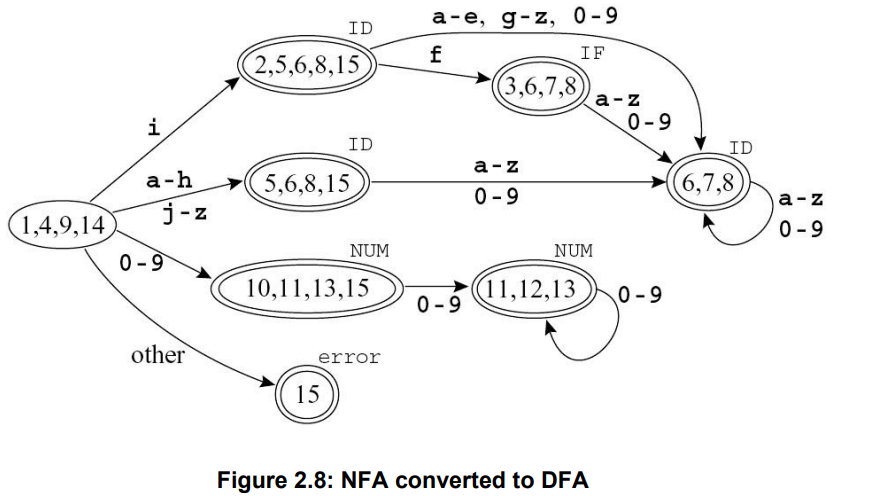 a-e, g-z, 0-9
ID
2,5,6,8,15
f
IF
3,6,7,8
a-z
0-9
i
ID
a-h
j-z
5,6,8,15
a-z
0-9
ID
6,7,8
a-z
0-9
1,4,9,14
0-9
NUM
10,11,13,15
0-9
NUM
11,12,13
0-9
other
error
15
Figure 2.8: NFA converted to DFA